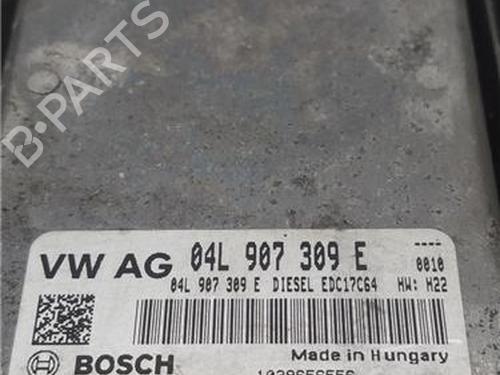 B-PARTS
VW AG 04L 907 309 E
----
0010
04L 907 309 E DIESEL EDC17C64 HW: H22
BOSCH
Made in Hungary